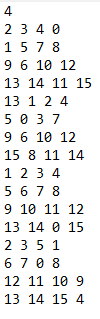 4
2 3 4 0
1 5 7 8
9 6 10 12
13 14 11 15
13 1 2 4
5 0 3 7
9 6 10 12
15 8 11 14
1 2 3 4
5 6 7 8
9 10 11 12
13 14 0 15
2 3 5 1
6 7 0 8
12 11 10 9
13 14 15 4